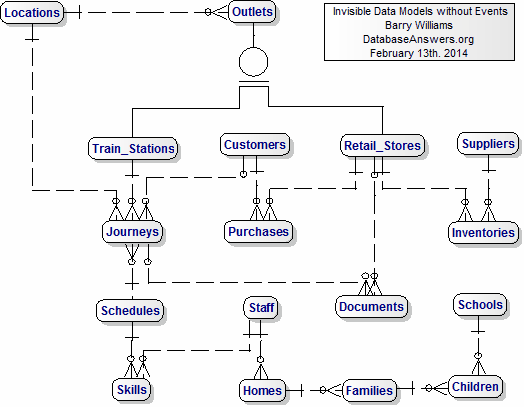 Locations
Outlets
Invisible Data Models without Events
Barry Williams
DatabaseAnswers.org
February 13th. 2014
Train_Stations
Customers
Retail_Stores
Suppliers
Journeys
Purchases
Inventories
Schedules
Staff
Documents
Schools
Skills
Homes
Families
Children